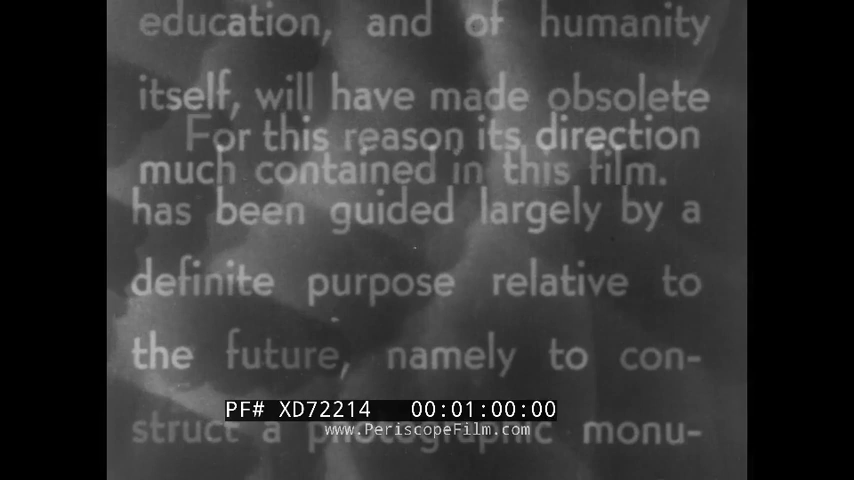 education, and of humanity
itself, will have made obsolete
For this reason its direction
much contained in this film.
has been guided largely by a
definite purpose relative to
the future, namely to con-
struct a photographic monu-
PF# XD72214 00:01:00:00
www.PeriscopeFilm.com